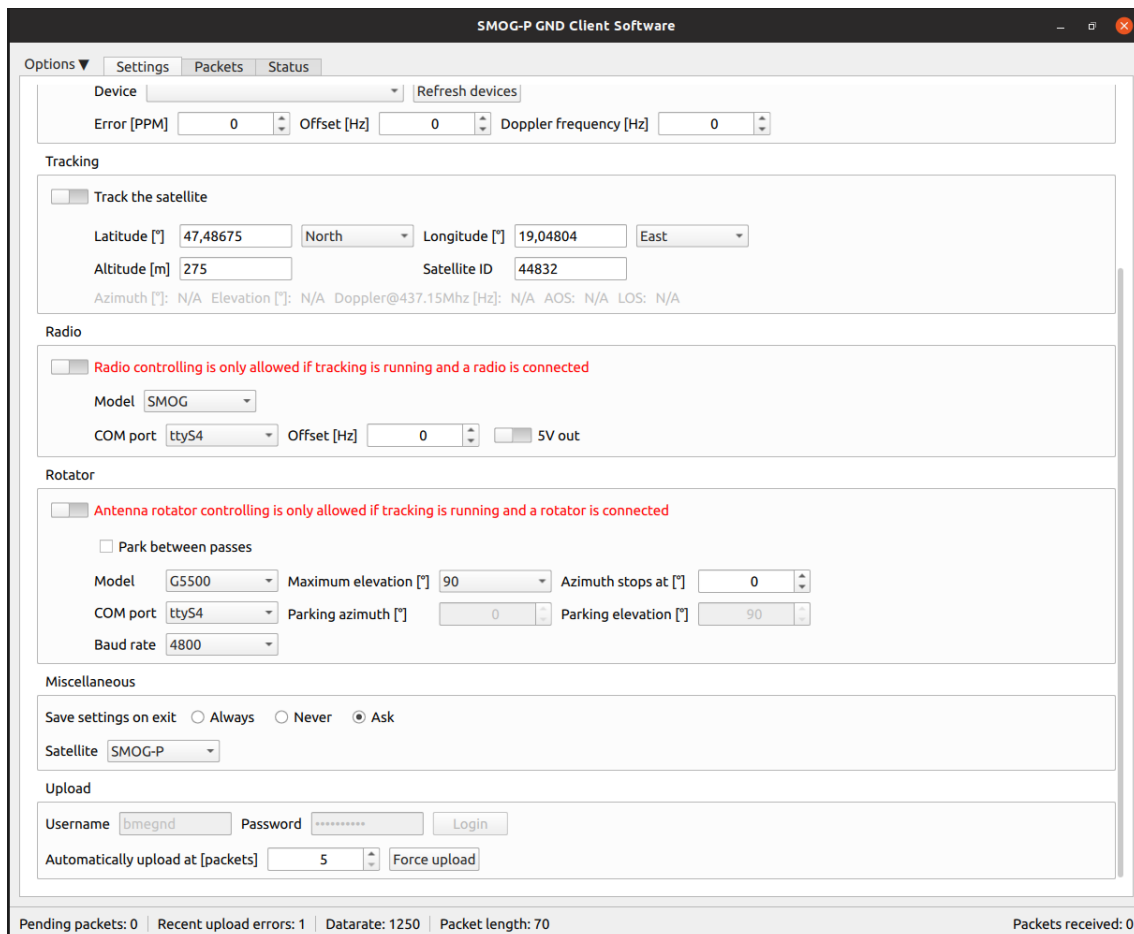 SMOG-P GND Client Software
Options ▼ Settings Packets Status
Device Refresh devices
Error [PPM] 0 Offset [Hz] 0 Doppler frequency [Hz] 0
Tracking
Track the satellite
Latitude [°] 47,48675 North Longitude [°] 19,04804 East
Altitude [m] 275 Satellite ID 44832
Azimuth [°]: N/A Elevation [°]: N/A Doppler@437.15Mhz [Hz]: N/A AOS: N/A LOS: N/A
Radio
Radio controlling is only allowed if tracking is running and a radio is connected
Model SMOG
COM port ttyS4 Offset [Hz] 0 5V out
Rotator
Antenna rotator controlling is only allowed if tracking is running and a rotator is connected
Park between passes
Model G5500 Maximum elevation [°] 90 Azimuth stops at [°] 0
COM port ttyS4 Parking azimuth [°] 0 Parking elevation [°] 90
Baud rate 4800
Miscellaneous
Save settings on exit Always Never Ask
Satellite SMOG-P
Upload
Username bmegnd Password •••••••••• Login
Automatically upload at [packets] 5 Force upload
Pending packets: 0 Recent upload errors: 1 Datarate: 1250 Packet length: 70 Packets received: 0